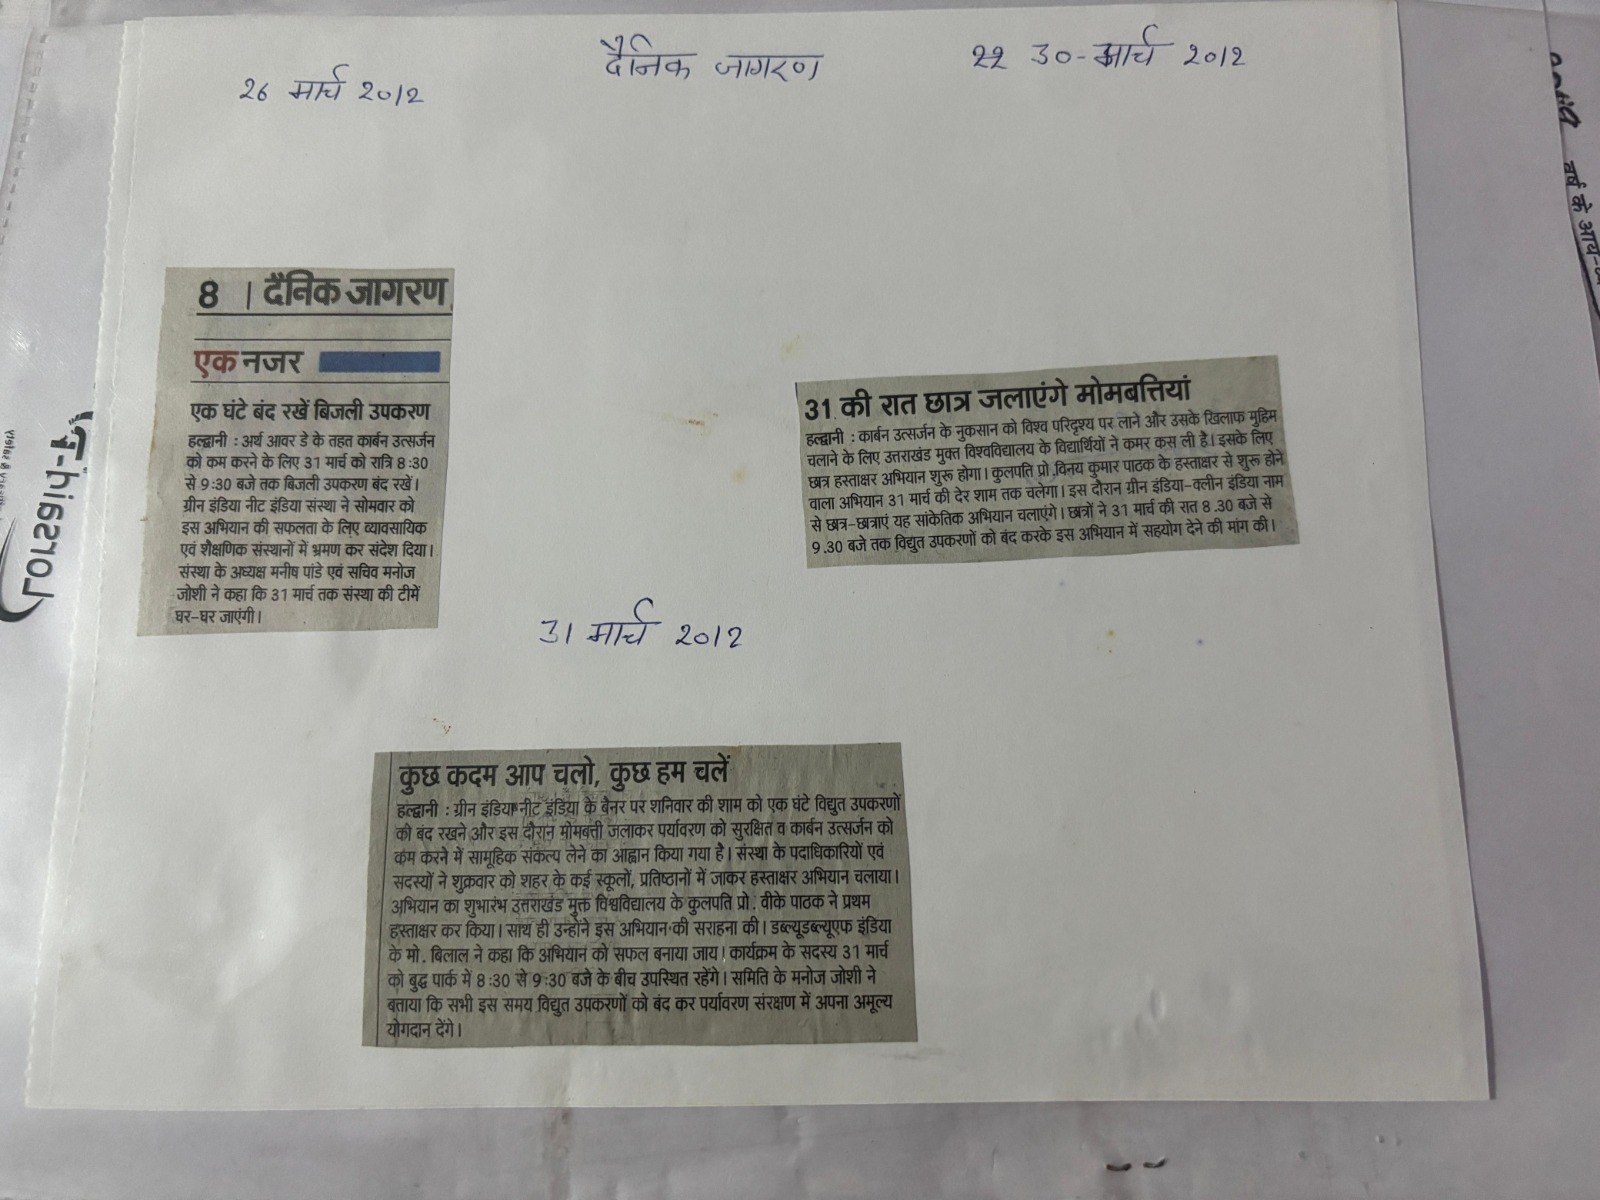 26 मार्च 2012
दैनिक जागरण
30-मार्च 2012
8 | दैनिक जागरण
एक नजर
एक घंटे बंद रखें बिजली उपकरण
हल्द्वानी : अर्थ आवर डे के तहत कार्बन उत्सर्जन
को कम करने के लिए 31 मार्च को रात्रि 8:30
से 9:30 बजे तक बिजली उपकरण बंद रखें।
ग्रीन इंडिया नीट इंडिया संस्था ने सोमवार को
इस अभियान की सफलता के लिए व्यावसायिक
एवं शैक्षणिक संस्थानों में भ्रमण कर संदेश दिया।
संस्था के अध्यक्ष मनीष पांडे एवं सचिव मनोज
जोशी ने कहा कि 31 मार्च तक संस्था की टीमें
घर-घर जाएंगी।
31 की रात छात्र जलाएंगे मोमबत्तियां
हल्द्वानी : कार्बन उत्सर्जन के नुकसान को विश्व परिदृश्य पर लाने और उसके खिलाफ मुहिम
चलाने के लिए उत्तराखंड मुक्त विश्वविद्यालय के विद्यार्थियों ने कमर कस ली है। इसके लिए
छात्र हस्ताक्षर अभियान शुरू होगा। कुलपति प्रो.विनय कुमार पाठक के हस्ताक्षर से शुरू होने
वाला अभियान 31 मार्च की देर शाम तक चलेगा। इस दौरान ग्रीन इंडिया-क्लीन इंडिया नाम
से छात्र-छात्राएं यह सांकेतिक अभियान चलाएंगे। छात्रों ने 31 मार्च की रात 8.30 बजे से
9.30 बजे तक विद्युत उपकरणों को बंद करके इस अभियान में सहयोग देने की मांग की।
31 मार्च 2012
कुछ कदम आप चलो, कुछ हम चलें
हल्द्वानी : ग्रीन इंडिया नीट इंडिया के बैनर पर शनिवार की शाम को एक घंटे विद्युत उपकरणों
को बंद रखने और इस दौरान मोमबत्ती जलाकर पर्यावरण को सुरक्षित व कार्बन उत्सर्जन को
कम करने में सामूहिक संकल्प लेने का आह्वान किया गया है। संस्था के पदाधिकारियों एवं
सदस्यों ने शुक्रवार को शहर के कई स्कूलों, प्रतिष्ठानों में जाकर हस्ताक्षर अभियान चलाया।
अभियान का शुभारंभ उत्तराखंड मुक्त विश्वविद्यालय के कुलपति प्रो. वीके पाठक ने प्रथम
हस्ताक्षर कर किया। साथ ही उन्होंने इस अभियान की सराहना की। डब्ल्यूडब्ल्यूएफ इंडिया
के मो. बिलाल ने कहा कि अभियान को सफल बनाया जाय। कार्यक्रम के सदस्य 31 मार्च
को बुद्ध पार्क में 8:30 से 9:30 बजे के बीच उपस्थित रहेंगे। समिति के मनोज जोशी ने
बताया कि सभी इस समय विद्युत उपकरणों को बंद कर पर्यावरण संरक्षण में अपना अमूल्य
योगदान देंगे।
वर्ष के आय-